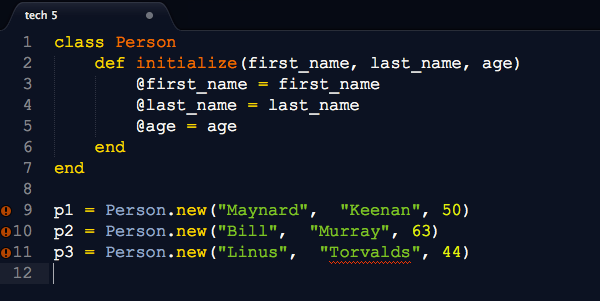 tech 5
1 class Person
2     def initialize(first_name, last_name, age)
3         @first_name = first_name
4         @last_name = last_name
5         @age = age
6     end
7 end
8
9 p1 = Person.new("Maynard",  "Keenan", 50)
10 p2 = Person.new("Bill",  "Murray", 63)
11 p3 = Person.new("Linus",  "Torvalds", 44)
12